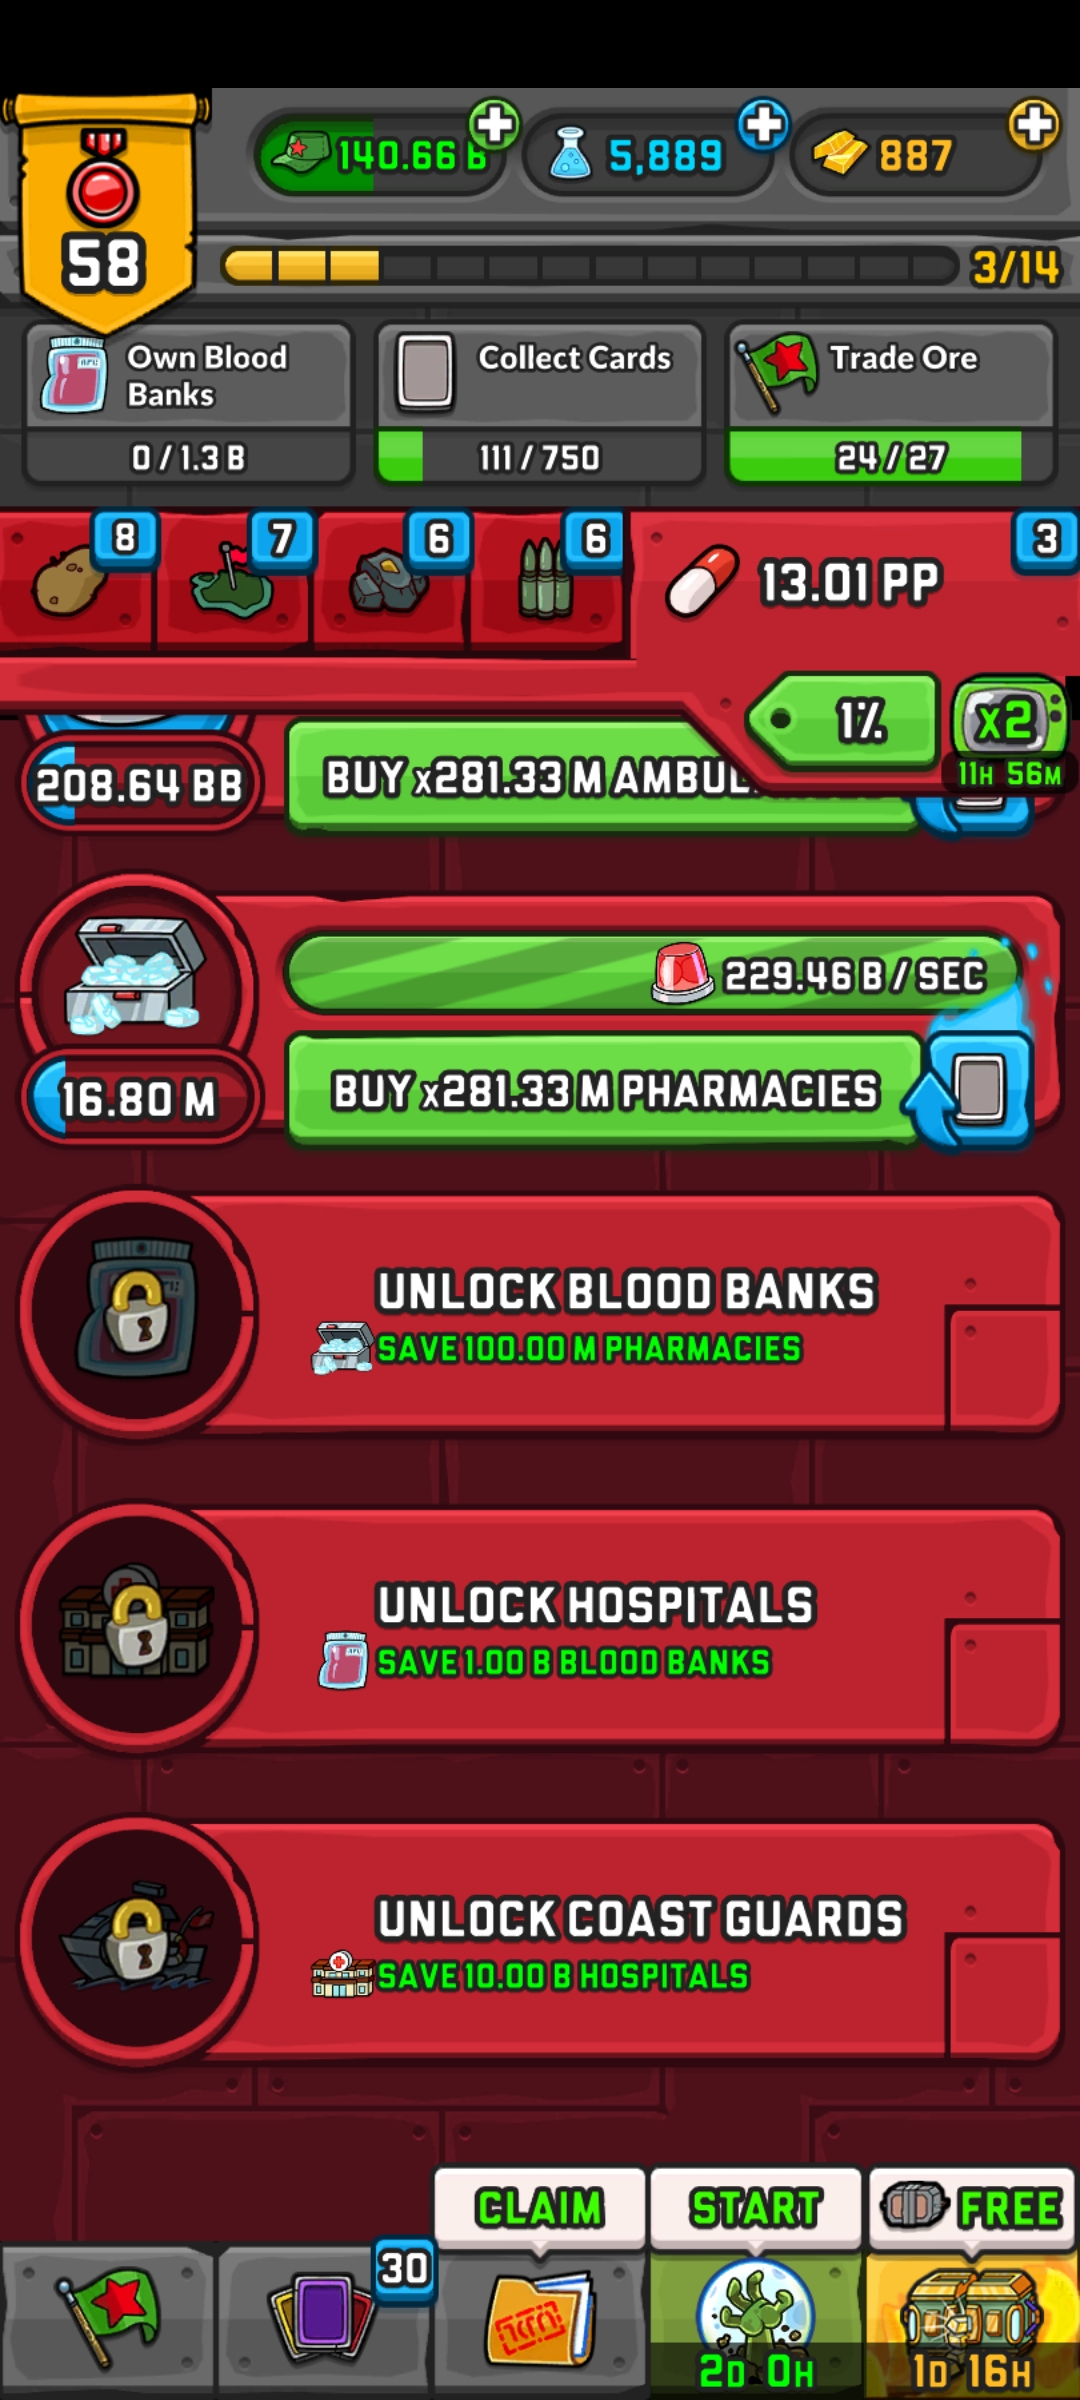 140.66 B
5,889
887
58
3/14
Own Blood
Banks
0 / 1.3 B
Collect Cards
111 / 750
Trade Ore
24 / 27
8
7
6
6
13.01 PP
3
1%
x2
11H 56M
208.64 BB
BUY x281.33 M AMBUL
229.46 B / SEC
16.80 M
BUY x281.33 M PHARMACIES
UNLOCK BLOOD BANKS
SAVE 100.00 M PHARMACIES
UNLOCK HOSPITALS
SAVE 1.00 B BLOOD BANKS
UNLOCK COAST GUARDS
SAVE 10.00 B HOSPITALS
CLAIM
START
FREE
30
2D 0H
1D 16H